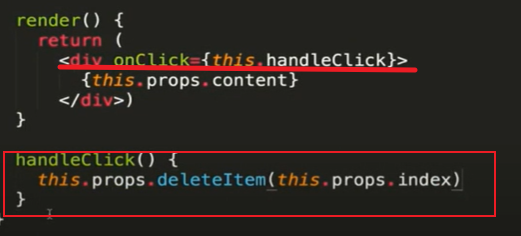 render() {
return (
<div onClick={this.handleClick}>
{this.props.content}
</div>)
}
handleClick() {
this.props.deleteItem(this.props.index)
}